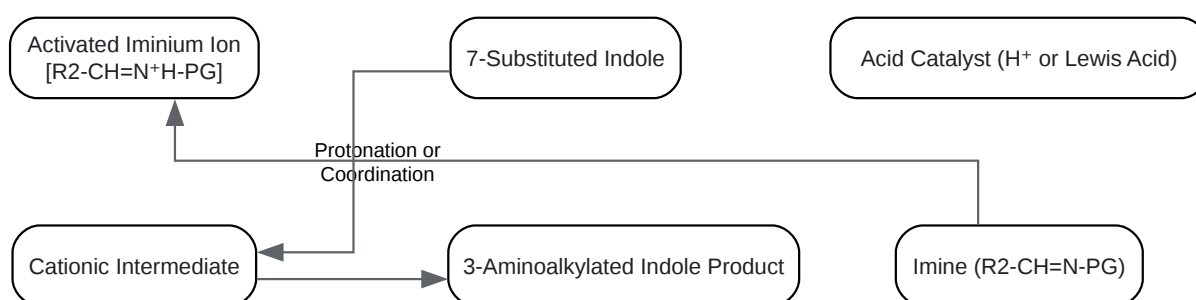 Activated Iminium Ion
[R2-CH=N⁺H-PG]
7-Substituted Indole
Acid Catalyst (H⁺ or Lewis Acid)
Protonation or
Coordination
Cationic Intermediate
3-Aminoalkylated Indole Product
Imine (R2-CH=N-PG)